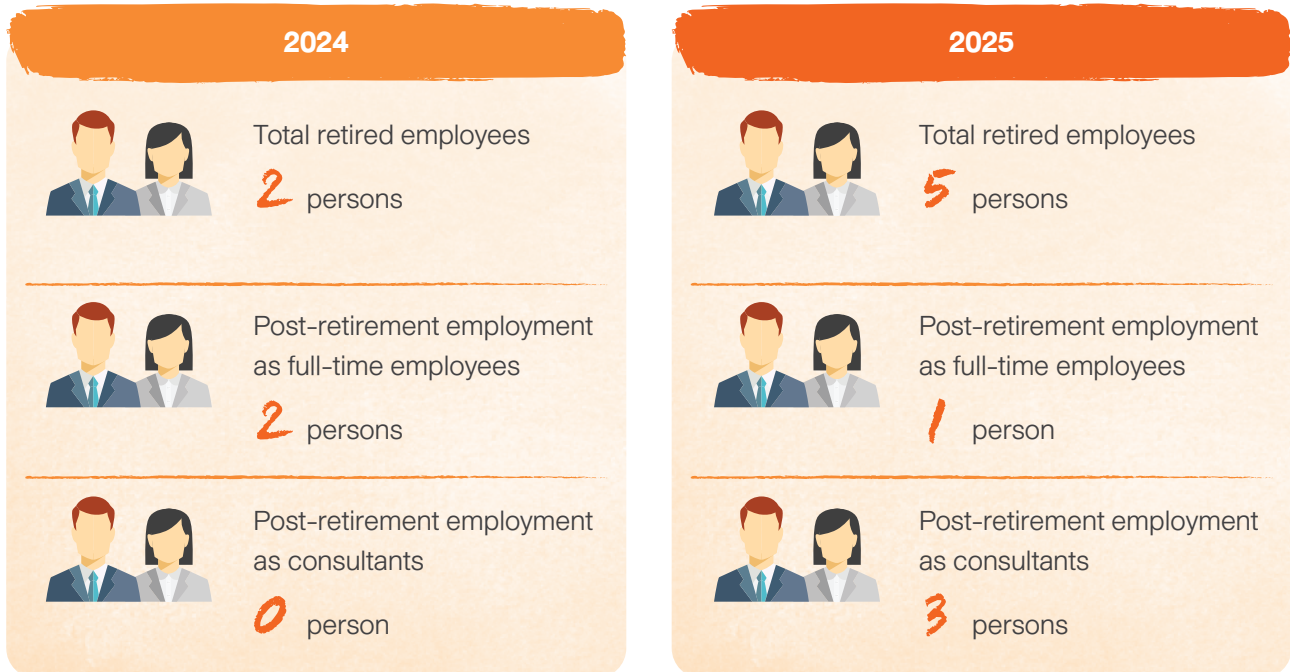 2024
Total retired employees
2 persons
Post-retirement employment
as full-time employees
2 persons
Post-retirement employment
as consultants
0 person
2025
Total retired employees
5 persons
Post-retirement employment
as full-time employees
1 person
Post-retirement employment
as consultants
3 persons